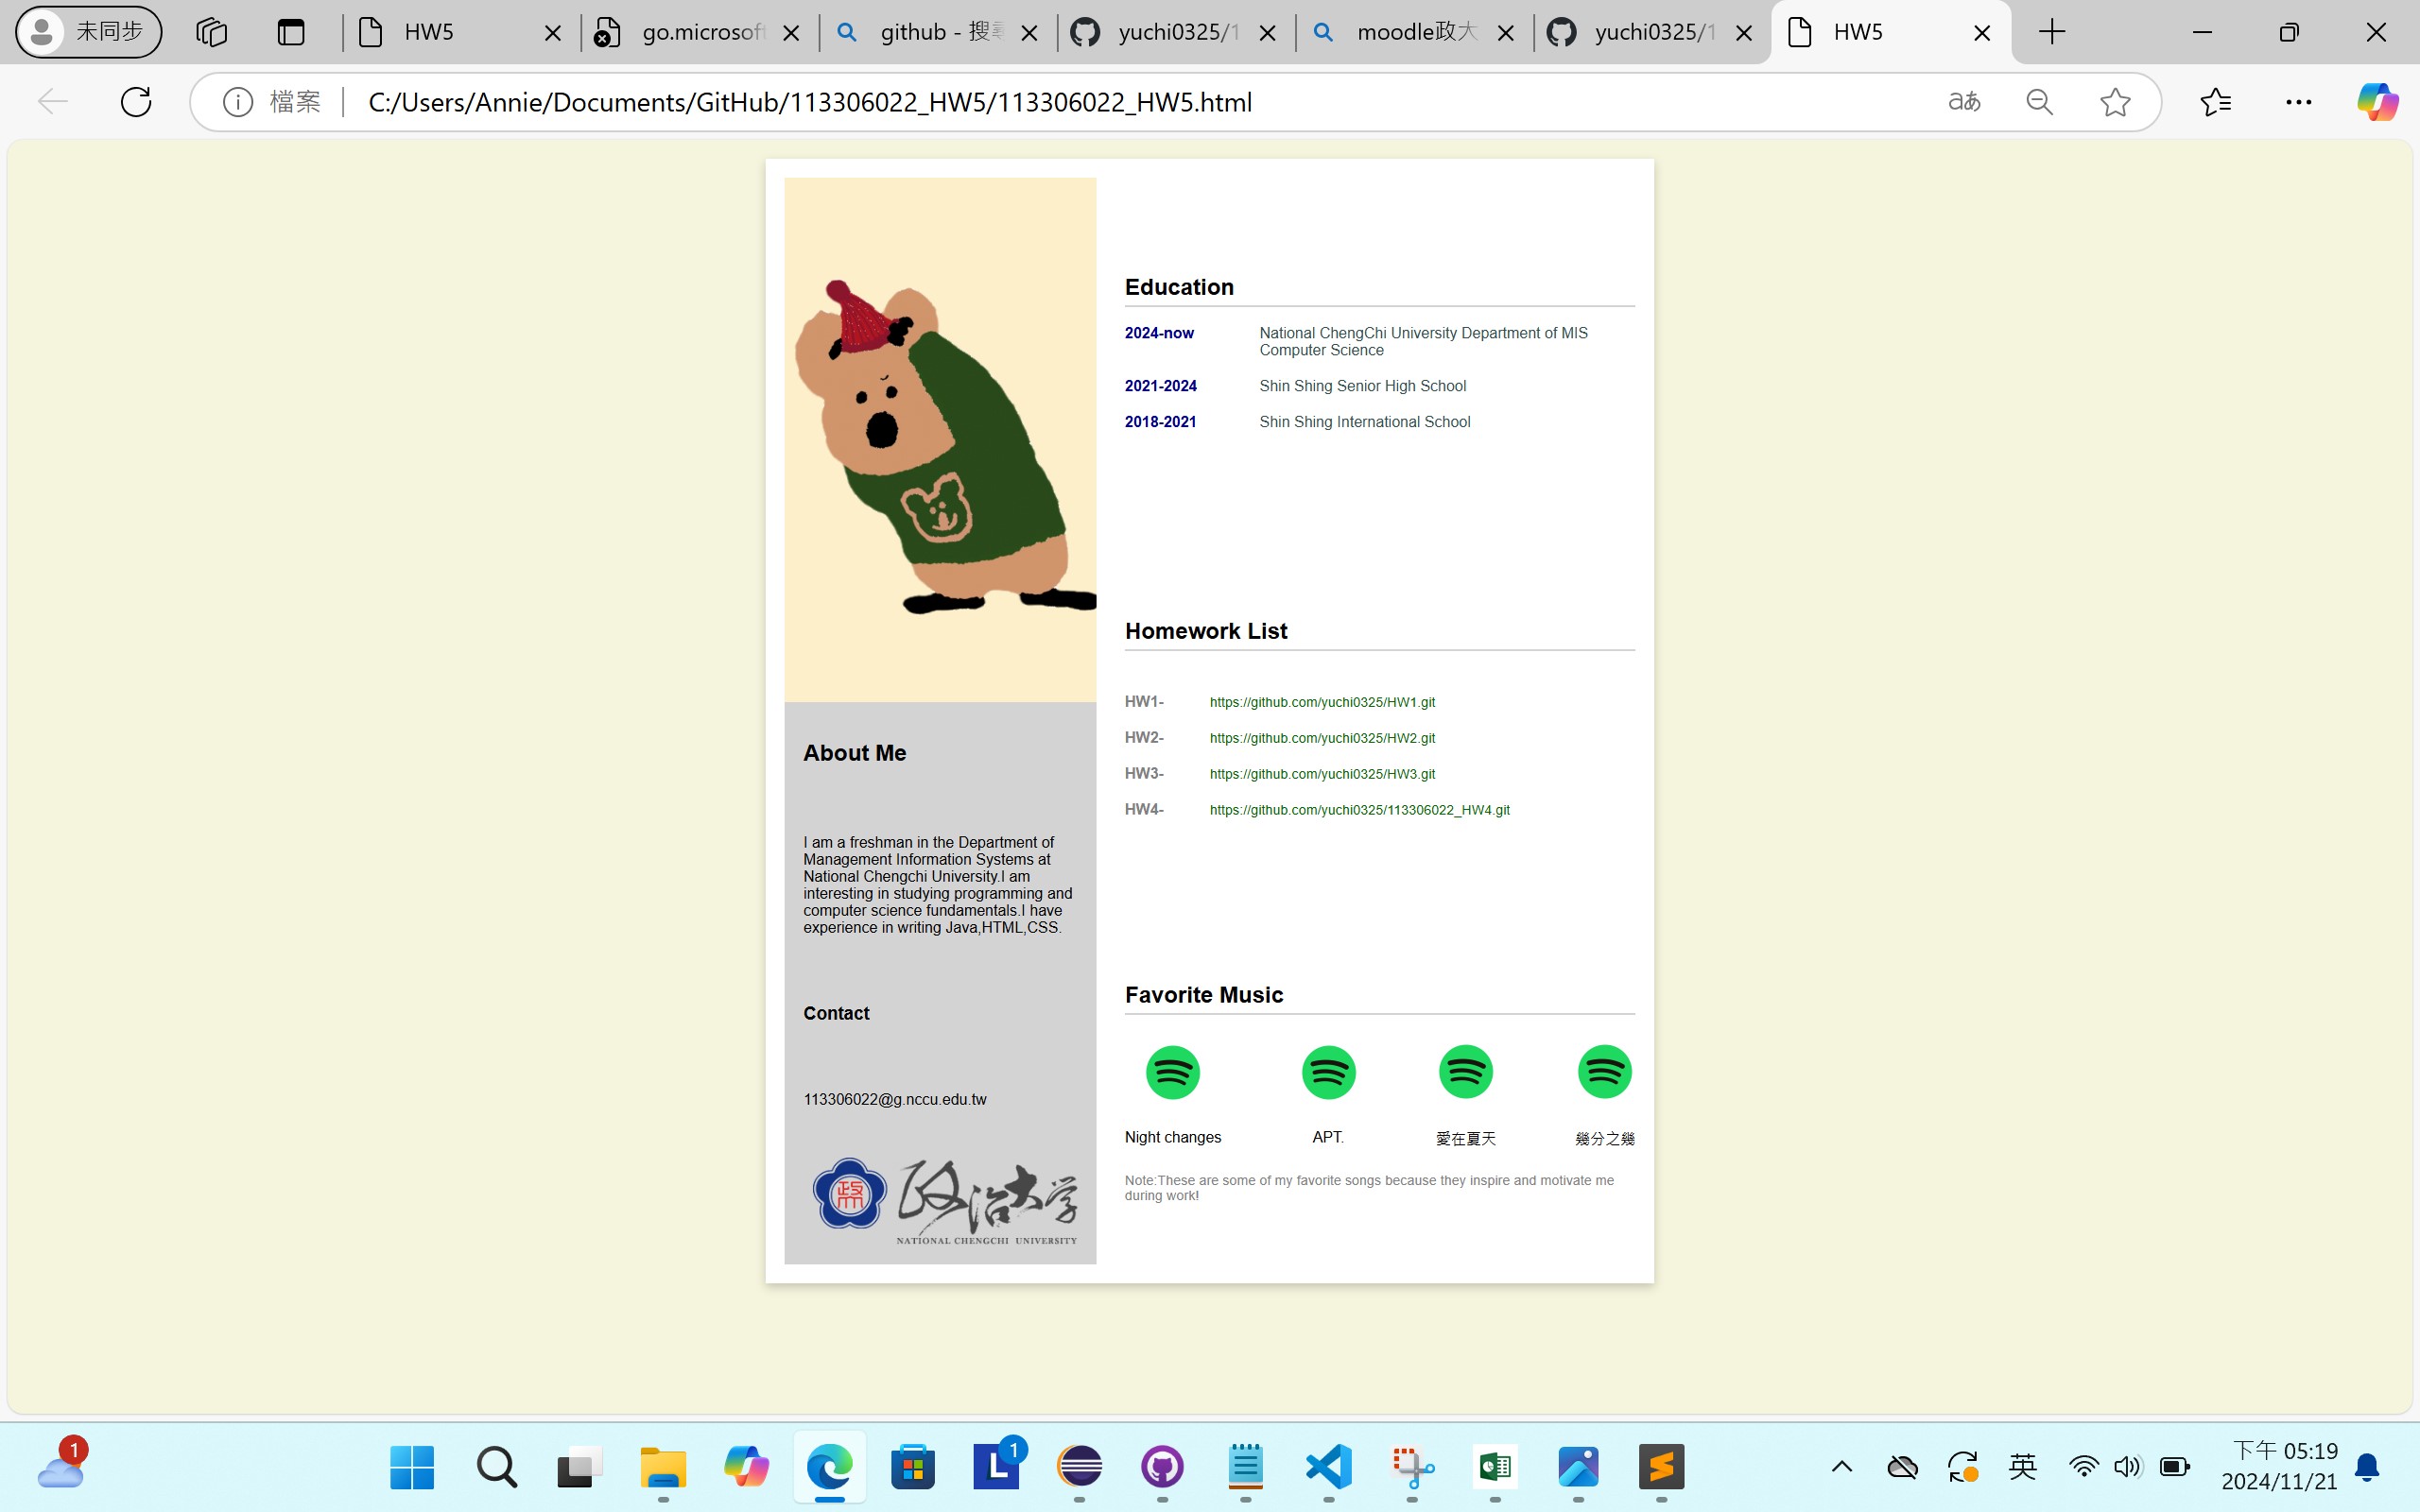 未同步
HW5
go.microsof
github - 搜
yuchi0325/1
moodle政大
yuchi0325/1
HW5
檔案
C:/Users/Annie/Documents/GitHub/113306022_HW5/113306022_HW5.html
aあ
Education
2024-now National ChengChi University Department of MIS
Computer Science
2021-2024 Shin Shing Senior High School
2018-2021 Shin Shing International School
Homework List
HW1- https://github.com/yuchi0325/HW1.git
HW2- https://github.com/yuchi0325/HW2.git
HW3- https://github.com/yuchi0325/HW3.git
HW4- https://github.com/yuchi0325/113306022_HW4.git
About Me
I am a freshman in the Department of
Management Information Systems at
National Chengchi University.I am
interesting in studying programming and
computer science fundamentals.I have
experience in writing Java,HTML,CSS.
Contact
113306022@g.nccu.edu.tw
政
政治大学
NATIONAL CHENGCHI UNIVERSITY
Favorite Music
Night changes APT. 愛在夏天 幾分之幾
Note:These are some of my favorite songs because they inspire and motivate me
during work!
1
L
1
英
下午 05:19
2024/11/21